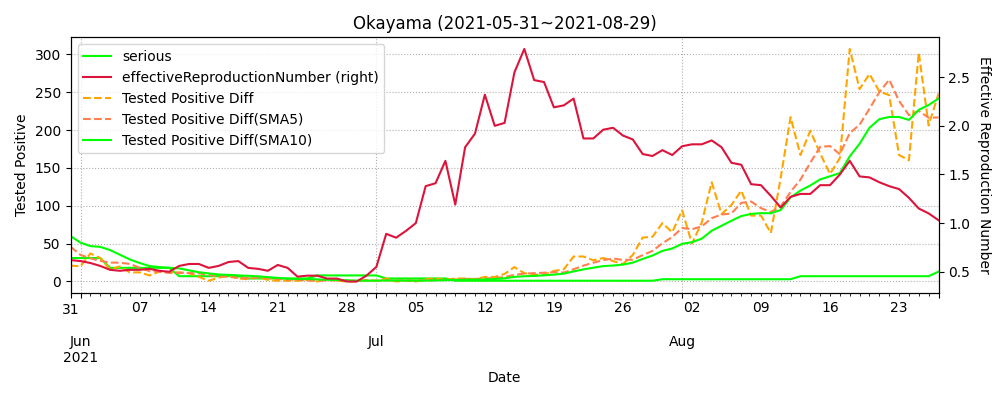 Okayama (2021-05-31~2021-08-29)
serious
effectiveReproductionNumber (right)
Tested Positive Diff
Tested Positive Diff(SMA5)
Tested Positive Diff(SMA10)
Tested Positive
300
250
200
150
100
50
0
Effective Reproduction Number
2.5
2.0
1.5
1.0
0.5
31 07 14 21 28 05 12 19 26 02 09 16 23
Jun Jul Aug
2021
Date